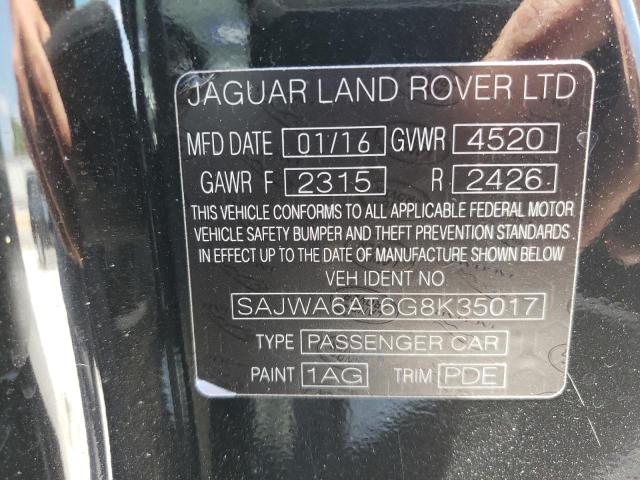 JAGUAR LAND ROVER LTD
MFD DATE 01/16 GVWR 4520
GAWR F 2315 R 2426
THIS VEHICLE CONFORMS TO ALL APPLICABLE FEDERAL MOTOR
VEHICLE SAFETY BUMPER AND THEFT PREVENTION STANDARDS
IN EFFECT UP TO THE DATE OF MANUFACTURE SHOWN BELOW
VEH IDENT NO
SAJWA6AT6G8K35017
TYPE PASSENGER CAR
PAINT 1AG TRIM PDE